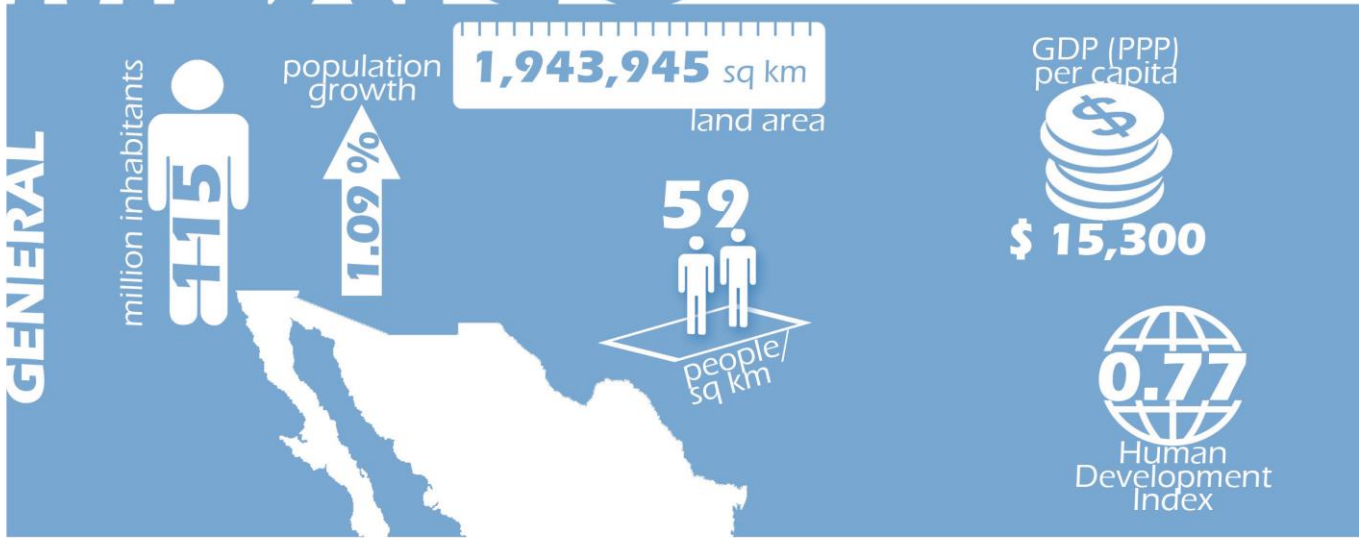 GENERAL
million inhabitants
115
population
growth
1.09 %
1,943,945 sq km
land area
59
people/
sq km
GDP (PPP)
per capita
$
$ 15,300
0.77
Human
Development
Index